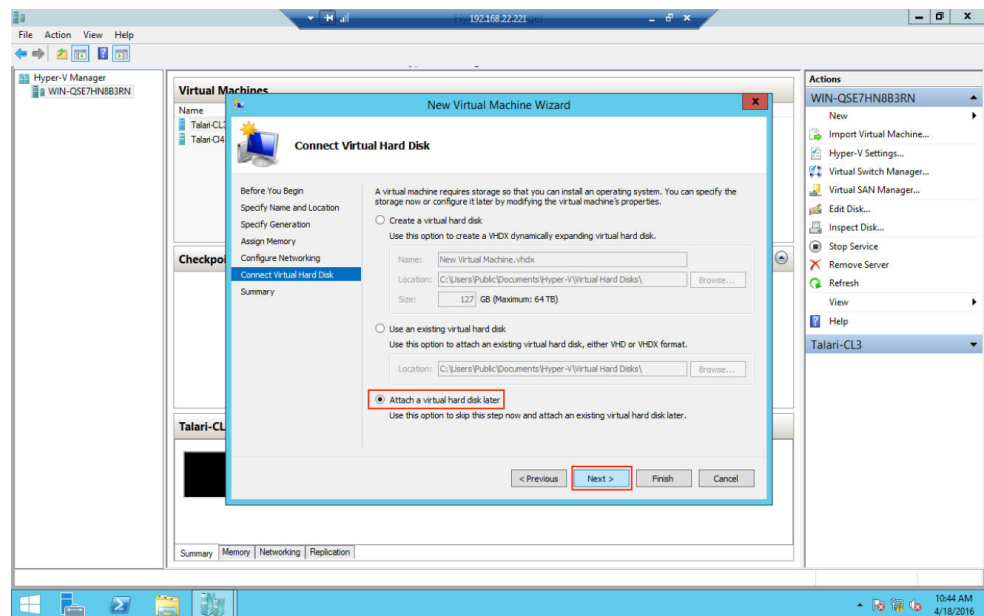 192.168.22.221
File Action View Help
Hyper-V Manager
WIN-QSE7HN8B3RN
Virtual Machines
Name
Talari-CL3
Talari-Cl4
Checkpoi
Talari-CL
Summary Memory Networking Replication
New Virtual Machine Wizard
Connect Virtual Hard Disk
Before You Begin
Specify Name and Location
Specify Generation
Assign Memory
Configure Networking
Connect Virtual Hard Disk
Summary
A virtual machine requires storage so that you can install an operating system. You can specify the
storage now or configure it later by modifying the virtual machine's properties.
Create a virtual hard disk
Use this option to create a VHDX dynamically expanding virtual hard disk.
Name: New Virtual Machine.vhdx
Location: C:\Users\Public\Documents\Hyper-V\Virtual Hard Disks\ Browse...
Size: 127 GB (Maximum: 64 TB)
Use an existing virtual hard disk
Use this option to attach an existing virtual hard disk, either VHD or VHDX format.
Location: C:\Users\Public\Documents\Hyper-V\Virtual Hard Disks\ Browse...
Attach a virtual hard disk later
Use this option to skip this step now and attach an existing virtual hard disk later.
< Previous Next > Finish Cancel
Actions
WIN-QSE7HN8B3RN
New
Import Virtual Machine...
Hyper-V Settings...
Virtual Switch Manager...
Virtual SAN Manager...
Edit Disk...
Inspect Disk...
Stop Service
Remove Server
Refresh
View
Help
Talari-CL3
10:44 AM
4/18/2016